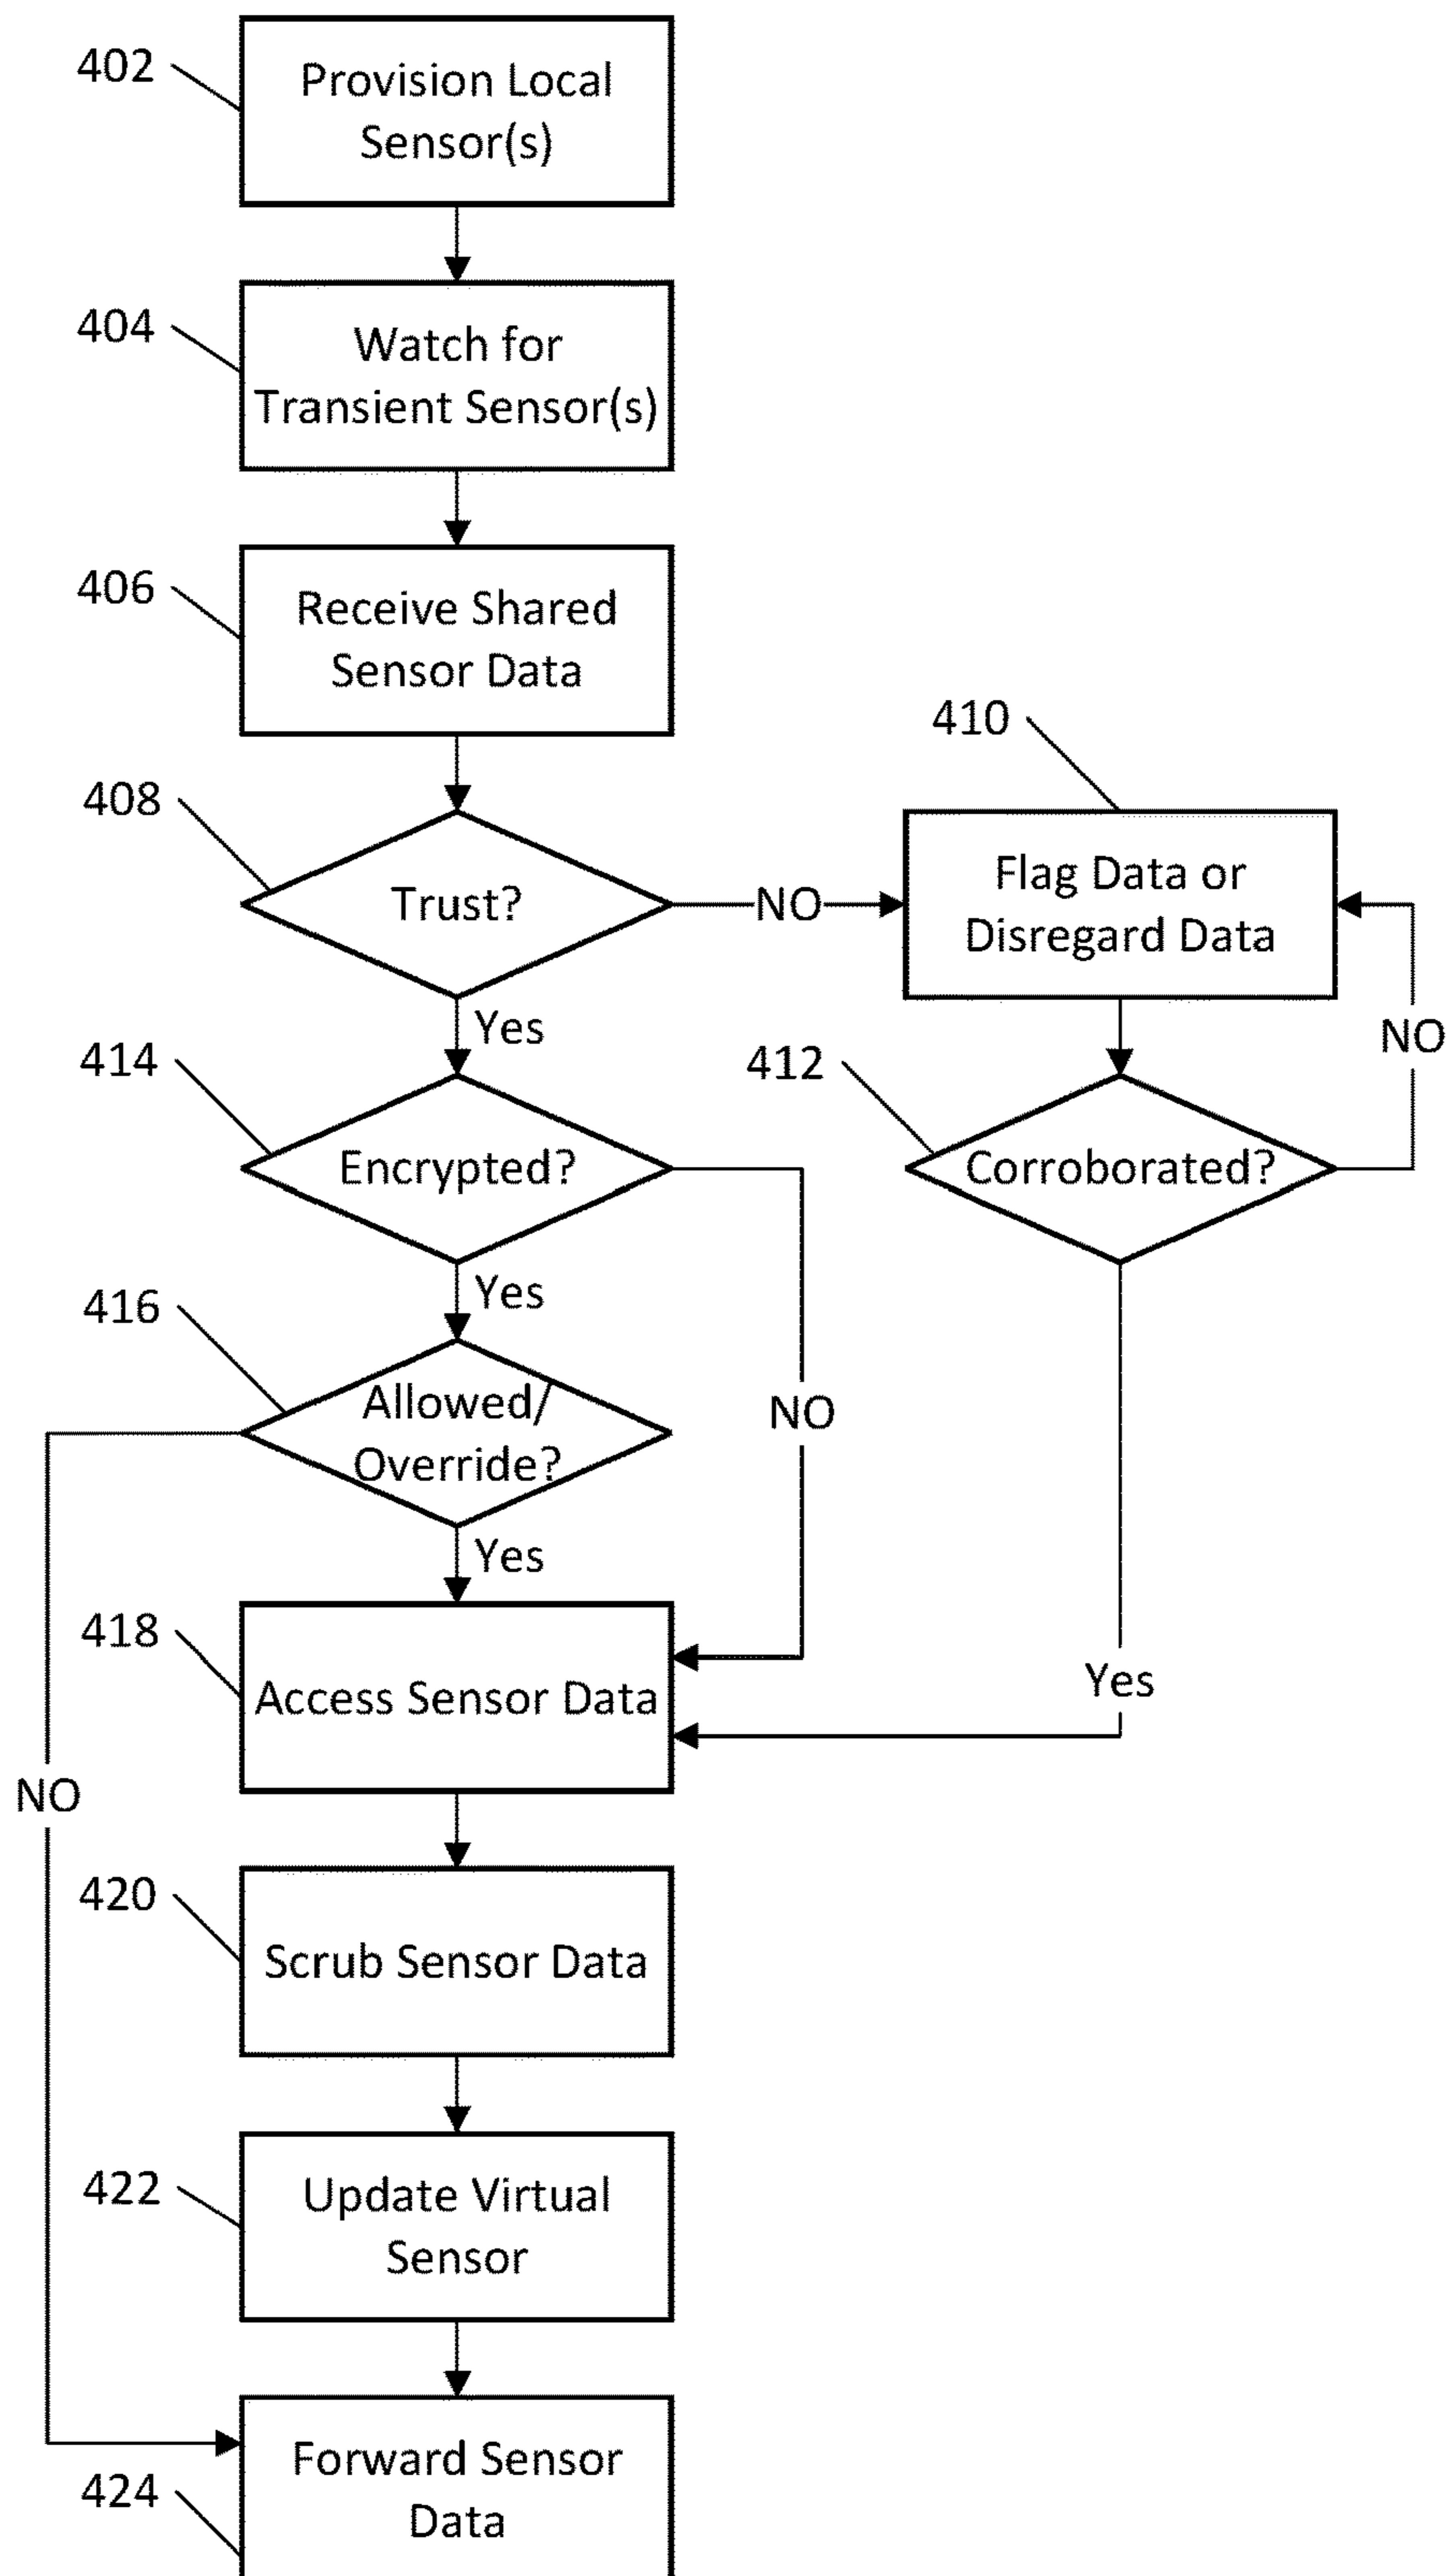 402
Provision Local
Sensor(s)
404
Watch for
Transient Sensor(s)
406
Receive Shared
Sensor Data
410
408
Trust?
NO
Flag Data or
Disregard Data
Yes
NO
414
412
Encrypted?
Corroborated?
Yes
416
Allowed/
Override?
NO
Yes
418
Access Sensor Data
Yes
NO
420
Scrub Sensor Data
422
Update Virtual
Sensor
424
Forward Sensor
Data